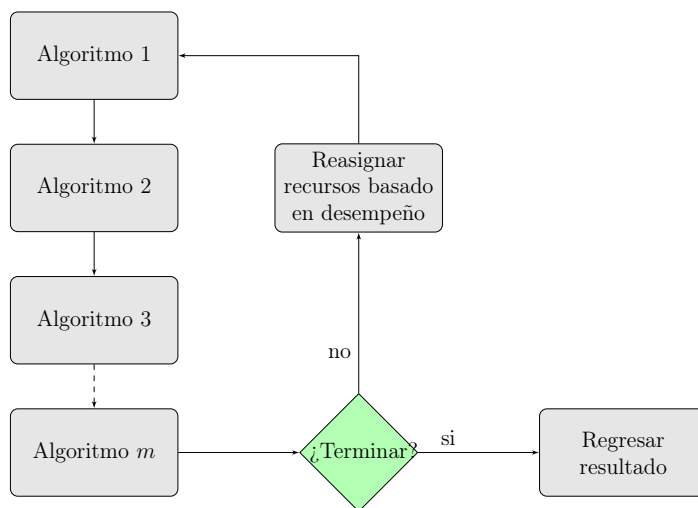 Algoritmo 1
Algoritmo 2
Reasignar
recursos basado
en desempeño
Algoritmo 3
no
Algoritmo m
¿Terminar?
si
Regresar
resultado